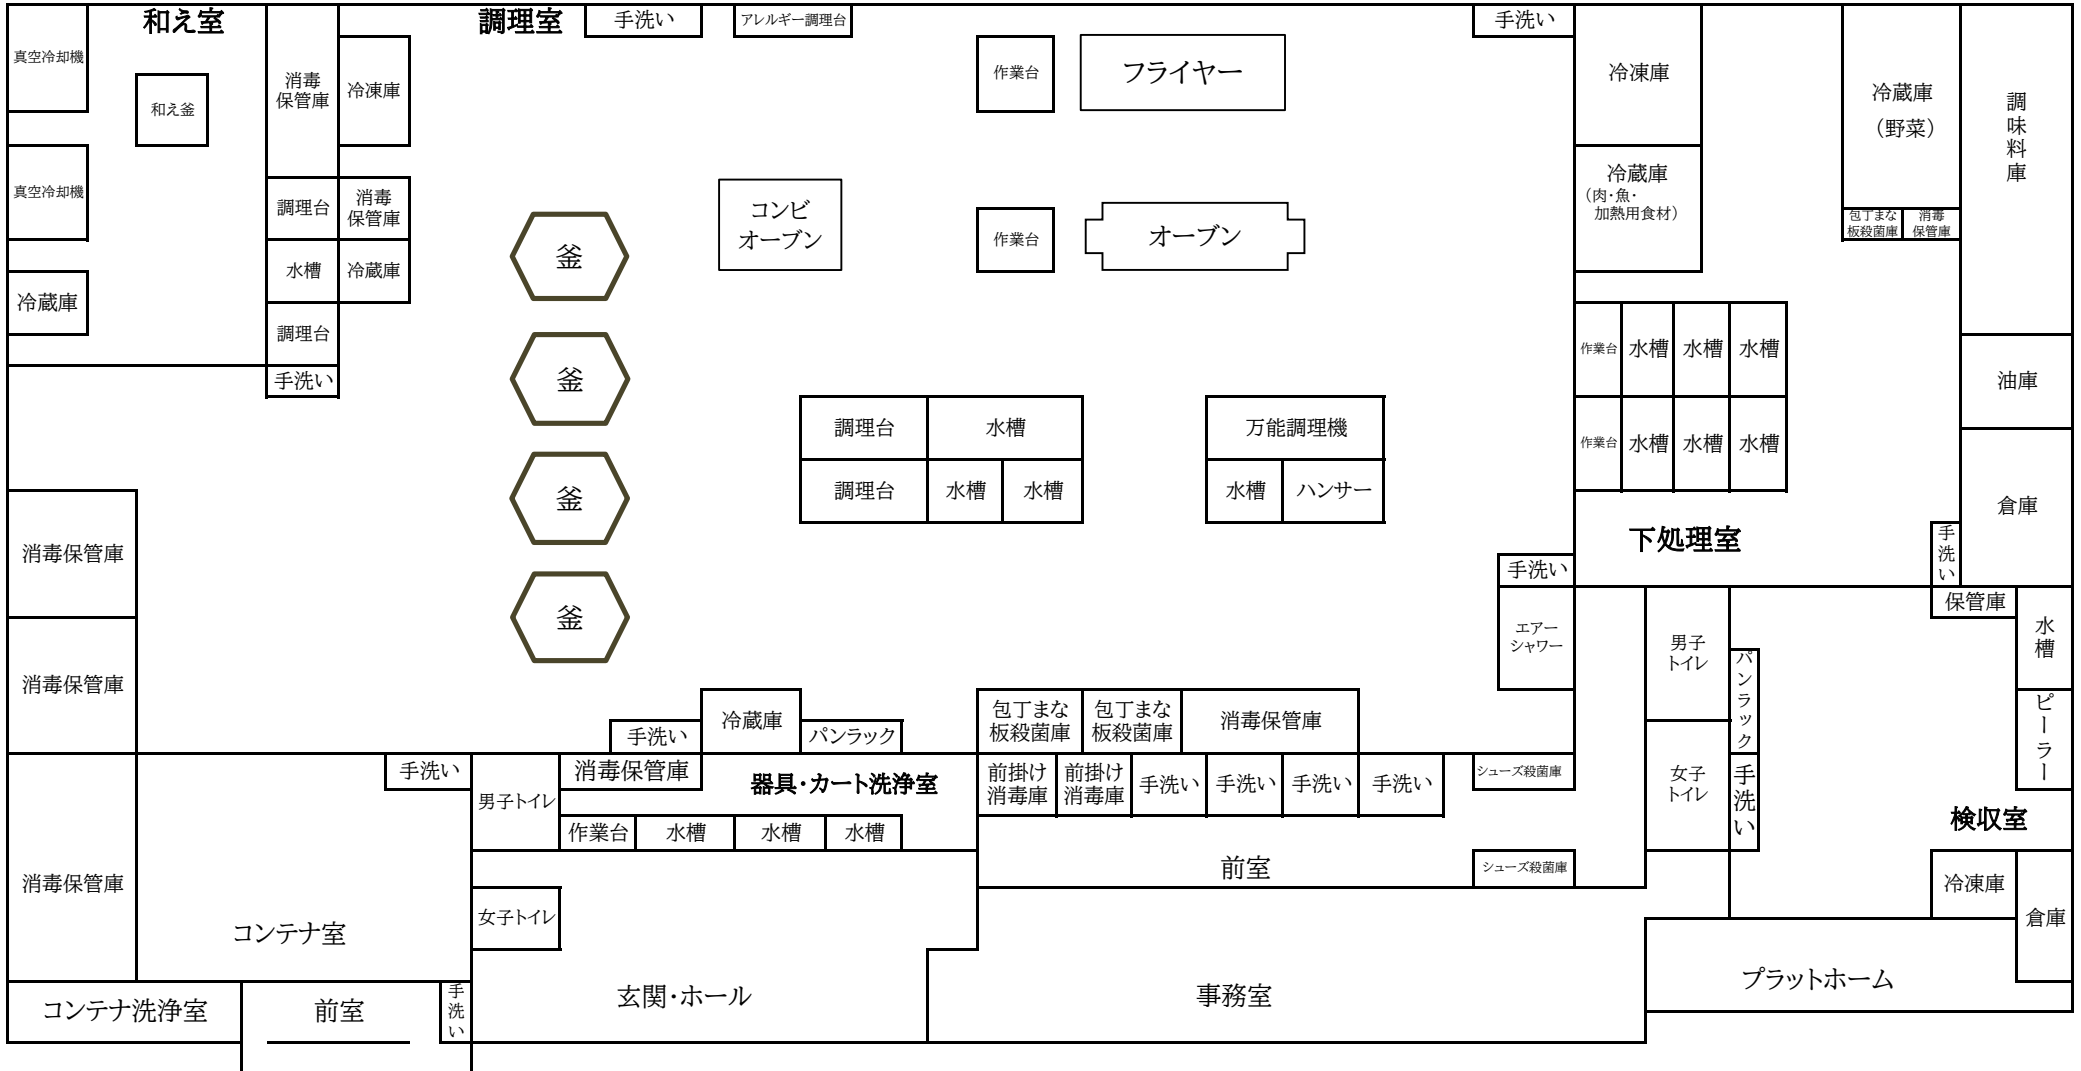 和え室
調理室
手洗い
アレルギー調理台
手洗い
真空冷却機
和え釜
消毒
保管庫
冷凍庫
作業台
フライヤー
冷凍庫
冷蔵庫
（野菜）
調味料庫
真空冷却機
調理台
消毒
保管庫
コンビ
オーブン
釜
作業台
オーブン
冷蔵庫
（肉・魚・
加熱用食材）
包丁まな
板殺菌庫
消毒
保管庫
冷蔵庫
水槽
冷蔵庫
調理台
手洗い
釜
作業台
水槽
水槽
水槽
油庫
調理台
水槽
万能調理機
作業台
水槽
水槽
水槽
釜
調理台
水槽
水槽
水槽
ハンサー
倉庫
消毒保管庫
下処理室
手洗い
手洗い
釜
エアー
シャワー
男子
トイレ
保管庫
水槽
消毒保管庫
パンラック
ピーラー
手洗い
冷蔵庫
パンラック
包丁まな
板殺菌庫
包丁まな
板殺菌庫
消毒保管庫
手洗い
男子トイレ
消毒保管庫
器具・カート洗浄室
前掛け
消毒庫
前掛け
消毒庫
手洗い
手洗い
手洗い
手洗い
シューズ殺菌庫
女子
トイレ
手洗い
検収室
作業台
水槽
水槽
水槽
消毒保管庫
前室
シューズ殺菌庫
冷凍庫
倉庫
コンテナ室
女子トイレ
コンテナ洗浄室
前室
手洗い
玄関・ホール
事務室
プラットホーム